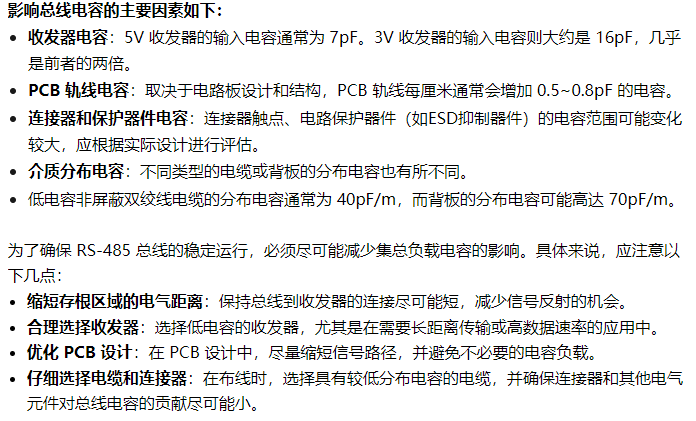 影响总线电容的主要因素如下：
• 收发器电容：5V 收发器的输入电容通常为 7pF。3V 收发器的输入电容则大约是 16pF，几乎
是前者的两倍。
• PCB 轨线电容：取决于电路板设计和结构，PCB 轨线每厘米通常会增加 0.5~0.8pF 的电容。
• 连接器和保护器件电容：连接器触点、电路保护器件（如ESD抑制器件）的电容范围可能变化
较大，应根据实际设计进行评估。
• 介质分布电容：不同类型的电缆或背板的分布电容也有所不同。
• 低电容非屏蔽双绞线电缆的分布电容通常为 40pF/m，而背板的分布电容可能高达 70pF/m。
为了确保 RS-485 总线的稳定运行，必须尽可能减少集总负载电容的影响。具体来说，应注意以
下几点：
• 缩短存根区域的电气距离：保持总线到收发器的连接尽可能短，减少信号反射的机会。
• 合理选择收发器：选择低电容的收发器，尤其是在需要长距离传输或高数据速率的应用中。
• 优化 PCB 设计：在 PCB 设计中，尽量缩短信号路径，并避免不必要的电容负载。
• 仔细选择电缆和连接器：在布线时，选择具有较低分布电容的电缆，并确保连接器和其他电气
元件对总线电容的贡献尽可能小。